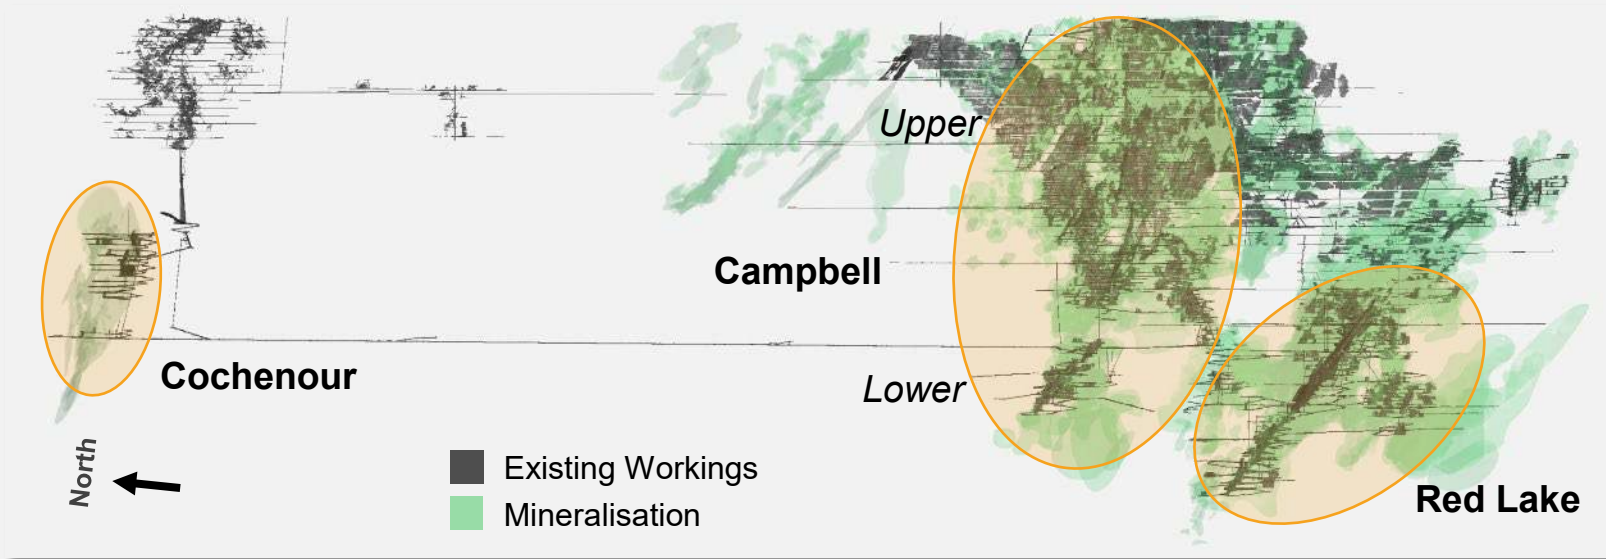 Upper
Campbell
Cochenour
Lower
North
Existing Workings
Mineralisation
Red Lake